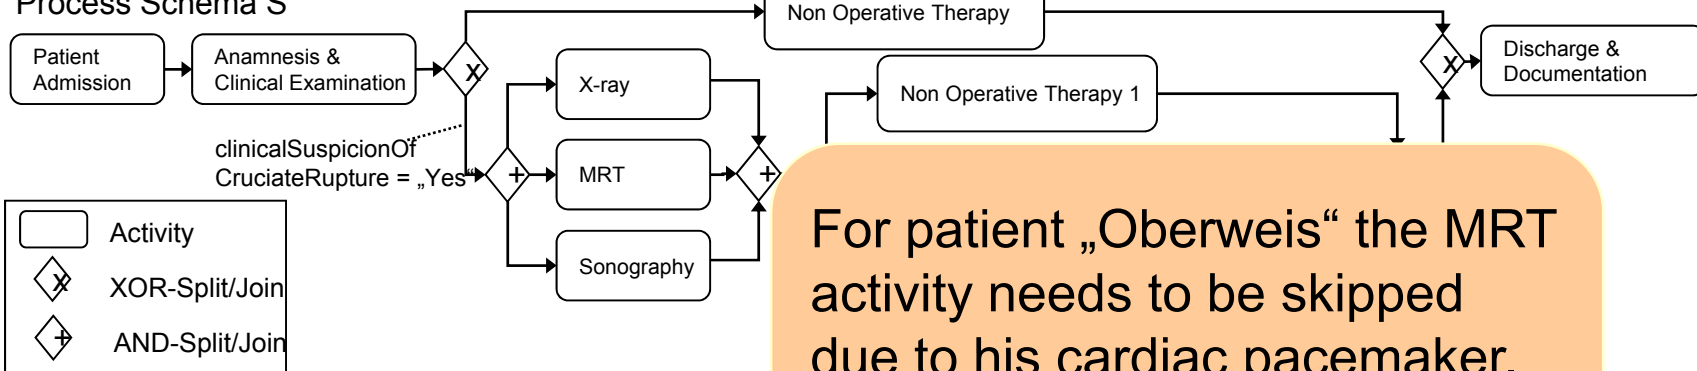 Process Schema S
Non Operative Therapy
Patient
Admission
Anamnesis &
Clinical Examination
x
x
Discharge &
Documentation
X-ray
Non Operative Therapy 1
clinicalSuspicionOf
CruciateRupture = „Yes“
+
MRT
+
Sonography
Activity
x
XOR-Split/Join
+
AND-Split/Join
For patient „Oberweis“ the MRT
activity needs to be skipped
due to his cardiac pacemaker.